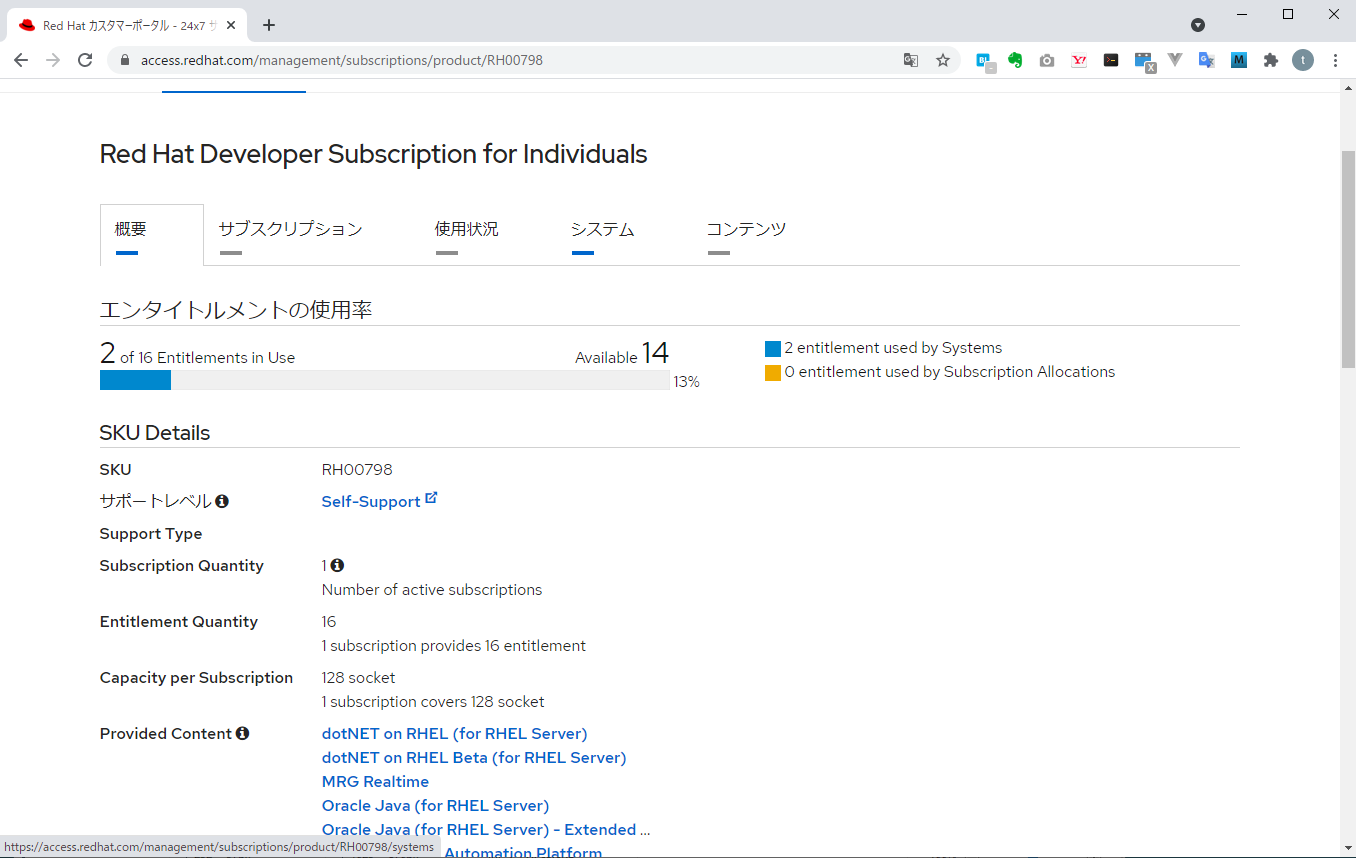 Red Hat カスタマーポータル - 24x7 サ
access.redhat.com/management/subscriptions/product/RH00798
Red Hat Developer Subscription for Individuals
概要 サブスクリプション 使用状況 システム コンテンツ
エンタイトルメントの使用率
2 of 16 Entitlements in Use Available 14
13%
2 entitlement used by Systems
0 entitlement used by Subscription Allocations
SKU Details
SKU RH00798
サポートレベル Self-Support
Support Type
Subscription Quantity 1
Number of active subscriptions
Entitlement Quantity 16
1 subscription provides 16 entitlement
Capacity per Subscription 128 socket
1 subscription covers 128 socket
Provided Content dotNET on RHEL (for RHEL Server)
dotNET on RHEL Beta (for RHEL Server)
MRG Realtime
Oracle Java (for RHEL Server)
Oracle Java (for RHEL Server) - Extended ...
Automation Platform
https://access.redhat.com/management/subscriptions/product/RH00798/systems